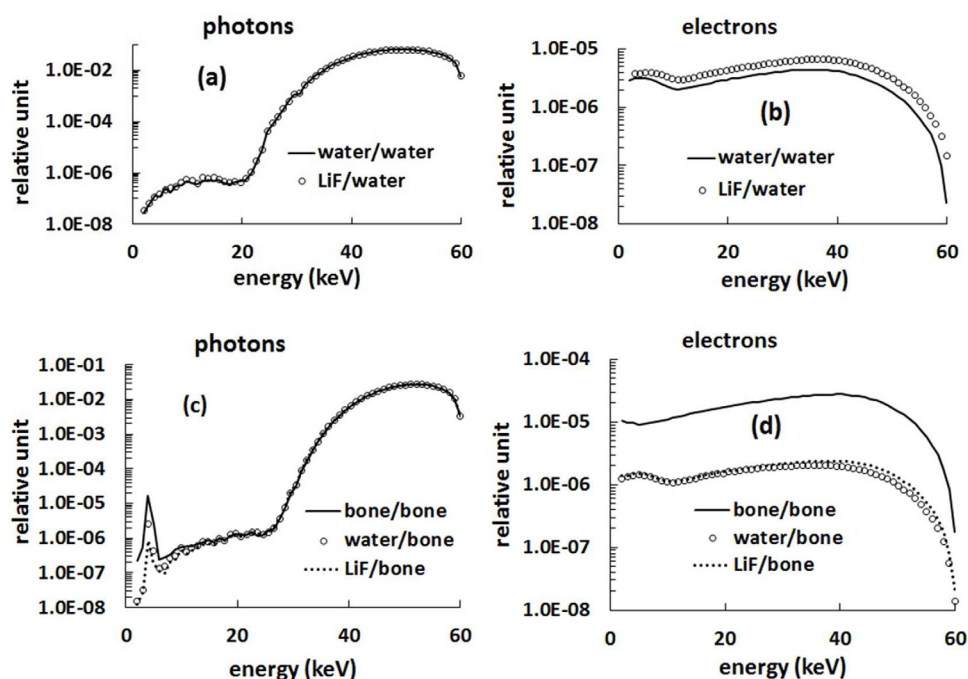 photons
(a)
relative unit
1.0E-02
1.0E-04
1.0E-06
1.0E-08
water/water
LiF/water
0 20 40 60
energy (keV)
electrons
(b)
relative unit
1.0E-05
1.0E-06
1.0E-07
1.0E-08
water/water
LiF/water
0 20 40 60
energy (keV)
photons
(c)
relative unit
1.0E-01
1.0E-02
1.0E-03
1.0E-04
1.0E-05
1.0E-06
1.0E-07
1.0E-08
bone/bone
water/bone
LiF/bone
0 20 40 60
energy (keV)
electrons
(d)
relative unit
1.0E-04
1.0E-05
1.0E-06
1.0E-07
1.0E-08
bone/bone
water/bone
LiF/bone
0 20 40 60
energy (keV)